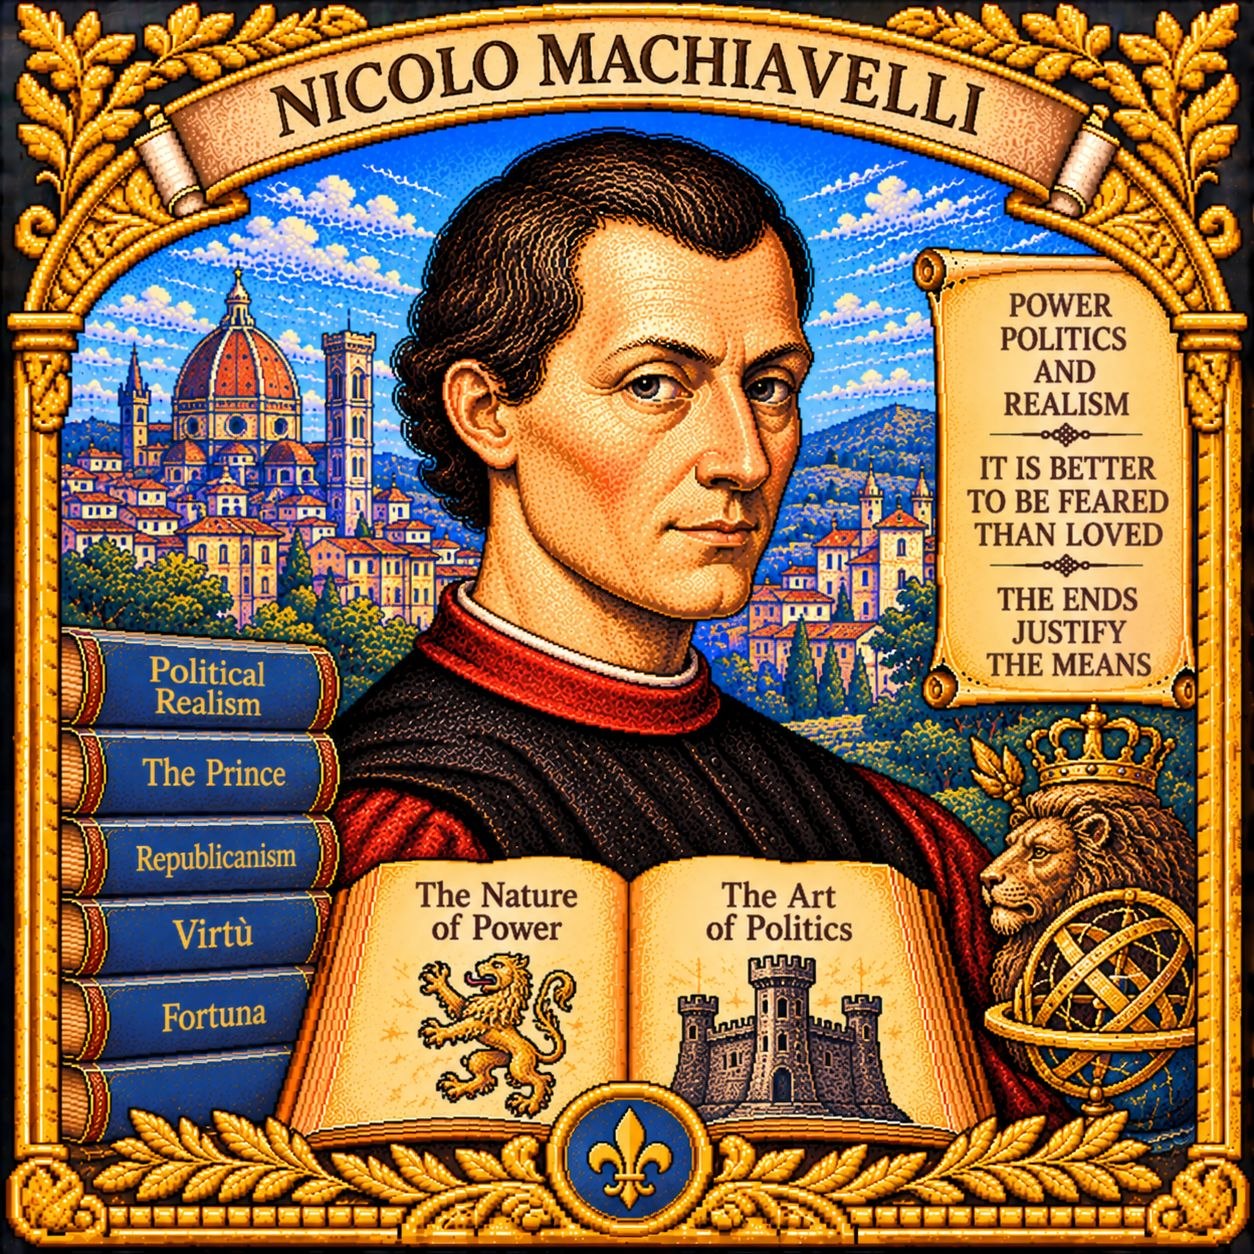 NICOLO MACHIAVELLI
POWER
POLITICS
AND
REALISM
IT IS BETTER
TO BE FEARED
THAN LOVED
THE ENDS
JUSTIFY
THE MEANS
Political
Realism
The Prince
Republicanism
Virtù
Fortuna
The Nature
of Power
The Art
of Politics